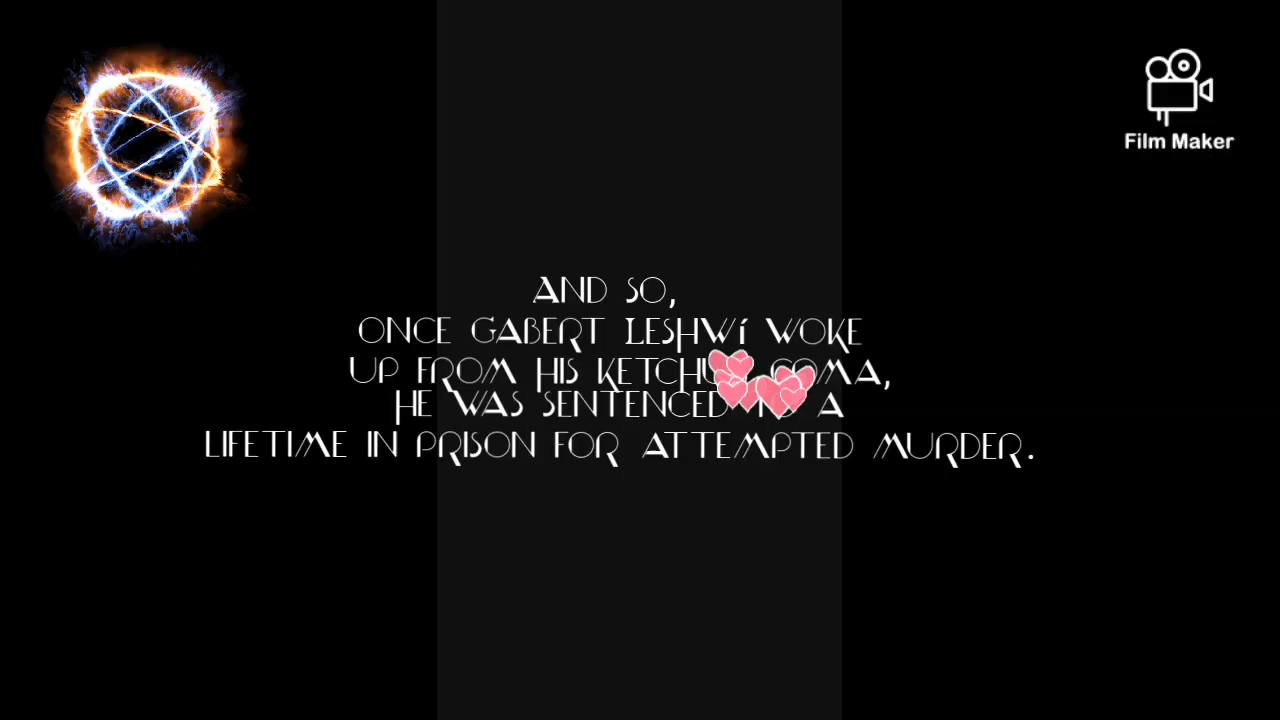 Film Maker
AND SO,
ONCE GABERT LESHWÍ WOKE
UP FROM HIS KETCHUP COMA,
HE WAS SENTENCED TO A
LIFETIME IN PRISON FOR ATTEMPTED MURDER.